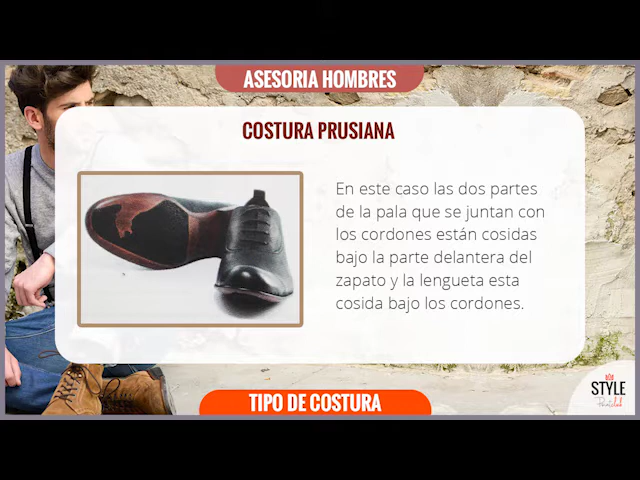 ASESORIA HOMBRES
COSTURA PRUSIANA
En este caso las dos partes
de la pala que se juntan con
los cordones están cosidas
bajo la parte delantera del
zapato y la lengueta esta
cosida bajo los cordones.
TIPO DE COSTURA
STYLE